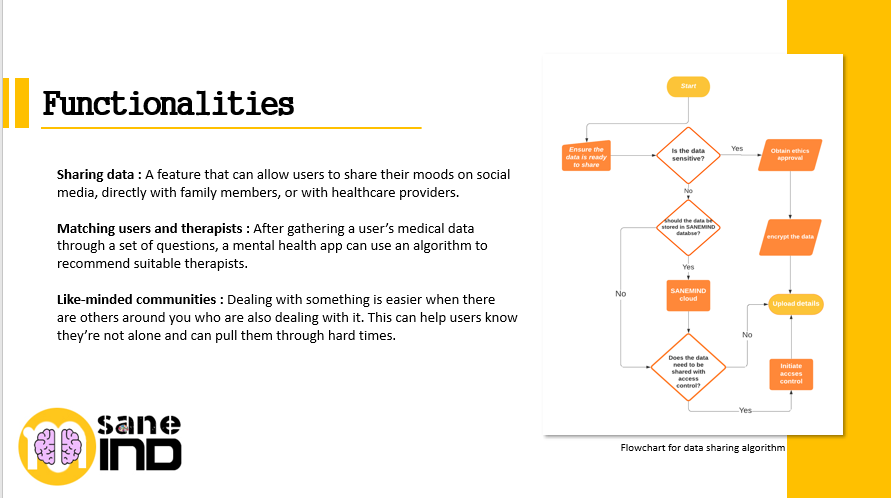 Functionalities
Sharing data : A feature that can allow users to share their moods on social
media, directly with family members, or with healthcare providers.
Matching users and therapists : After gathering a user’s medical data
through a set of questions, a mental health app can use an algorithm to
recommend suitable therapists.
Like-minded communities : Dealing with something is easier when there
are others around you who are also dealing with it. This can help users know
they’re not alone and can pull them through hard times.
sane
mIND
Start
Ensure the
data is ready
to share
Is the data
sensitive?
Yes
Obtain ethics
approval
No
should the data be
stored in SANEMIND
databse?
encrypt the data
Yes
No
SANEMIND
cloud
Upload details
No
Does the data
need to be
shared with
access
control?
Initiate
accses
control
Yes
Flowchart for data sharing algorithm